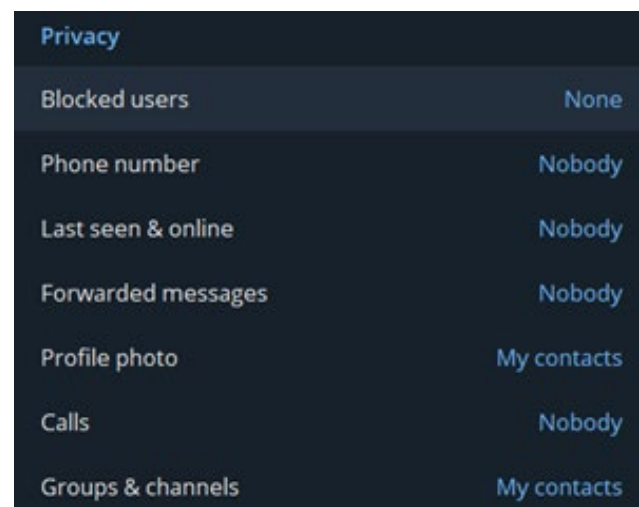 Privacy
Blocked users None
Phone number Nobody
Last seen & online Nobody
Forwarded messages Nobody
Profile photo My contacts
Calls Nobody
Groups & channels My contacts